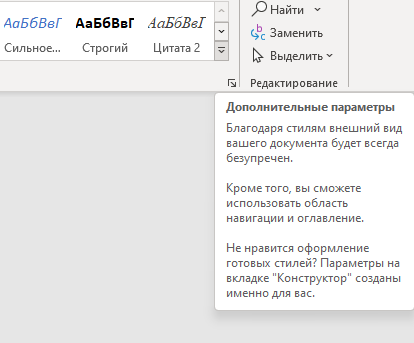 АаБбВвГ АаБбВвГ АаБбВвГ
Сильное... Строгий Цитата 2
Найти
Заменить
Выделить
Редактирование
Дополнительные параметры
Благодаря стилям внешний вид
вашего документа будет всегда
безупречен.
Кроме того, вы сможете
использовать область
навигации и оглавление.
Не нравится оформление
готовых стилей? Параметры на
вкладке "Конструктор" созданы
именно для вас.